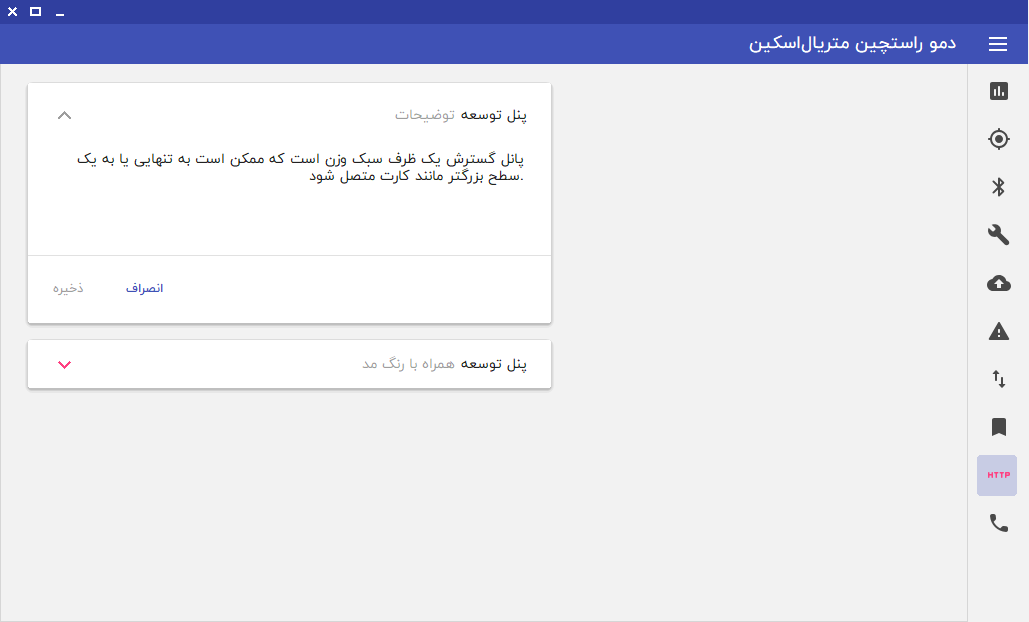 دمو راستچین متریال‌اسکین
پنل توسعه توضیحات
پانل گسترش یک ظرف سبک وزن است که ممکن است به تنهایی یا به یک
سطح بزرگتر مانند کارت متصل شود.
انصراف ذخیره
پنل توسعه همراه با رنگ مد
HTTP